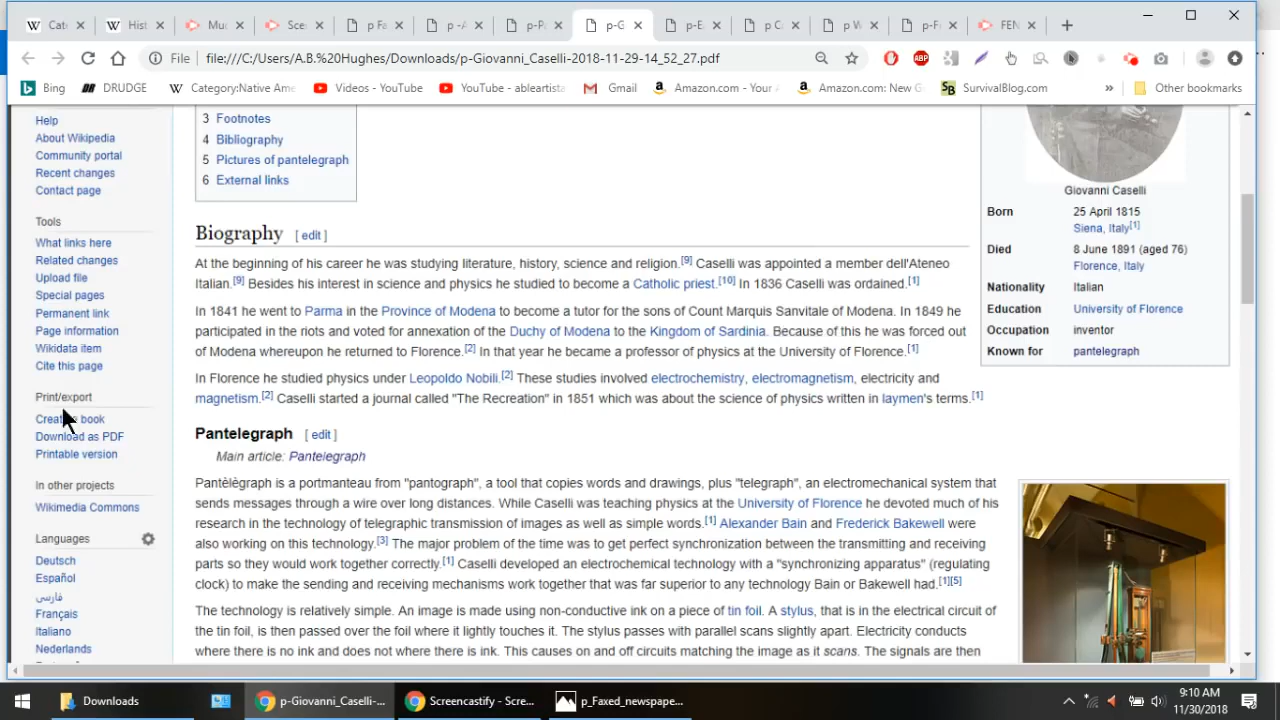 Cate
Hist
Muc
Scre
p Fa
p -A
p-Pa
p-G
p-E
p C
p W
p-Fr
FEN
File
file:///C:/Users/A.B.%20Hughes/Downloads/p-Giovanni_Caselli-2018-11-29-14_52_27.pdf
Bing
DRUDGE
Category:Native Ame
Videos - YouTube
YouTube - ableartist
Gmail
Amazon.com - Your
Amazon.com: New G
SurvivalBlog.com
»
Other bookmarks
Help
About Wikipedia
Community portal
Recent changes
Contact page
Tools
What links here
Related changes
Upload file
Special pages
Permanent link
Page information
Wikidata item
Cite this page
Print/export
Create a book
Download as PDF
Printable version
In other projects
Wikimedia Commons
Languages
Deutsch
Español
فارسی
Français
Italiano
Nederlands
3 Footnotes
4 Bibliography
5 Pictures of pantelegraph
6 External links
Biography [ edit ]
At the beginning of his career he was studying literature, history, science and religion.[9] Caselli was appointed a member dell'Ateneo
Italian.[9] Besides his interest in science and physics he studied to become a Catholic priest.[10] In 1836 Caselli was ordained.[1]
In 1841 he went to Parma in the Province of Modena to become a tutor for the sons of Count Marquis Sanvitale of Modena. In 1849 he
participated in the riots and voted for annexation of the Duchy of Modena to the Kingdom of Sardinia. Because of this he was forced out
of Modena whereupon he returned to Florence.[2] In that year he became a professor of physics at the University of Florence.[1]
In Florence he studied physics under Leopoldo Nobili.[2] These studies involved electrochemistry, electromagnetism, electricity and
magnetism.[2] Caselli started a journal called "The Recreation" in 1851 which was about the science of physics written in laymen's terms.[1]
Pantelegraph [ edit ]
Main article: Pantelegraph
Pantèlègraph is a portmanteau from "pantograph", a tool that copies words and drawings, plus "telegraph", an electromechanical system that
sends messages through a wire over long distances. While Caselli was teaching physics at the University of Florence he devoted much of his
research in the technology of telegraphic transmission of images as well as simple words.[1] Alexander Bain and Frederick Bakewell were
also working on this technology.[3] The major problem of the time was to get perfect synchronization between the transmitting and receiving
parts so they would work together correctly.[1] Caselli developed an electrochemical technology with a "synchronizing apparatus" (regulating
clock) to make the sending and receiving mechanisms work together that was far superior to any technology Bain or Bakewell had.[1][5]
The technology is relatively simple. An image is made using non-conductive ink on a piece of tin foil. A stylus, that is in the electrical circuit of
the tin foil, is then passed over the foil where it lightly touches it. The stylus passes with parallel scans slightly apart. Electricity conducts
where there is no ink and does not where there is ink. This causes on and off circuits matching the image as it scans. The signals are then
Giovanni Caselli
Born 25 April 1815
Siena, Italy[1]
Died 8 June 1891 (aged 76)
Florence, Italy
Nationality Italian
Education University of Florence
Occupation inventor
Known for pantelegraph
Downloads
p-Giovanni_Caselli-...
Screencastify - Scre...
p_Faxed_newspape...
9:10 AM
11/30/2018